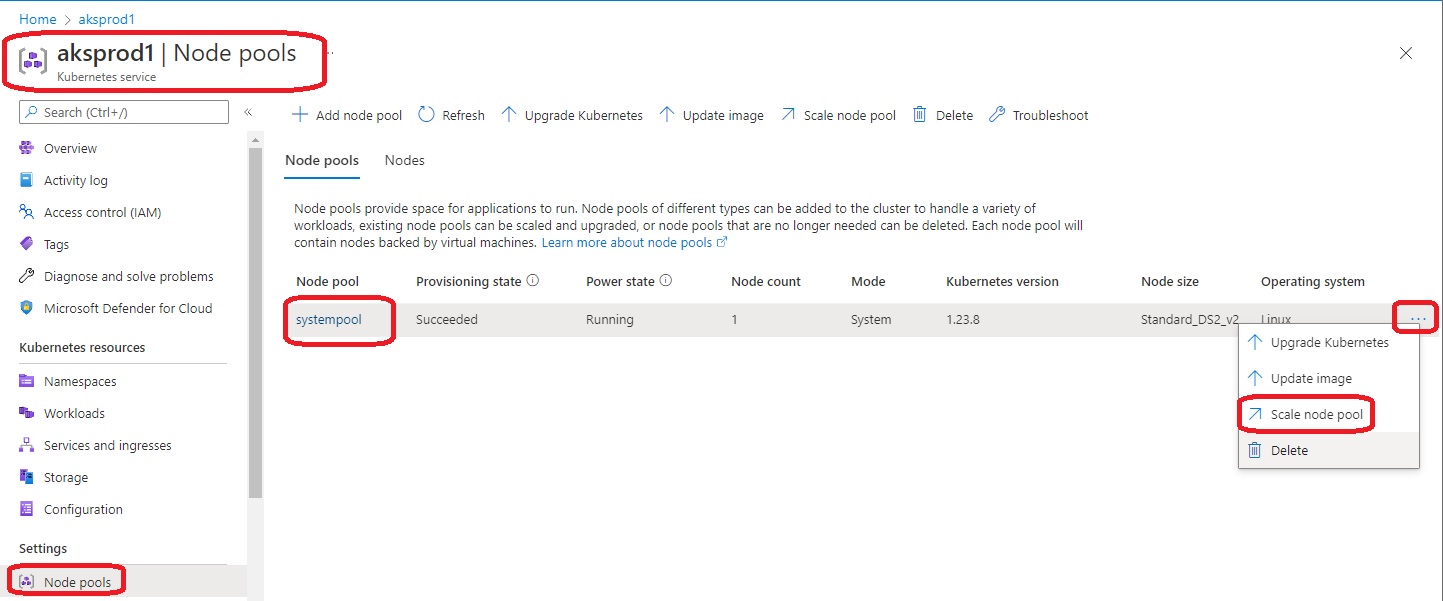 Home > aksprod1
aksprod1 | Node pools ...
Kubernetes service
Search (Ctrl+/)
«
Overview
Activity log
Access control (IAM)
Tags
Diagnose and solve problems
Microsoft Defender for Cloud
Kubernetes resources
Namespaces
Workloads
Services and ingresses
Storage
Configuration
Settings
Node pools
Add node pool Refresh Upgrade Kubernetes Update image Scale node pool Delete Troubleshoot
Node pools Nodes
Node pools provide space for applications to run. Node pools of different types can be added to the cluster to handle a variety of
workloads, existing node pools can be scaled and upgraded, or node pools that are no longer needed can be deleted. Each node pool will
contain nodes backed by virtual machines. Learn more about node pools
Node pool Provisioning state Power state Node count Mode Kubernetes version Node size Operating system
systempool Succeeded Running 1 System 1.23.8 Standard_DS2_v2 Linux ...
Upgrade Kubernetes
Update image
Scale node pool
Delete